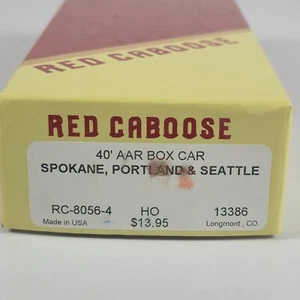 RED CABOOSE
RED CABOOSE
40' AAR BOX CAR
SPOKANE, PORTLAND & SEATTLE
RC-8056-4 HO 13386
Made in USA $13.95 Longmont, CO